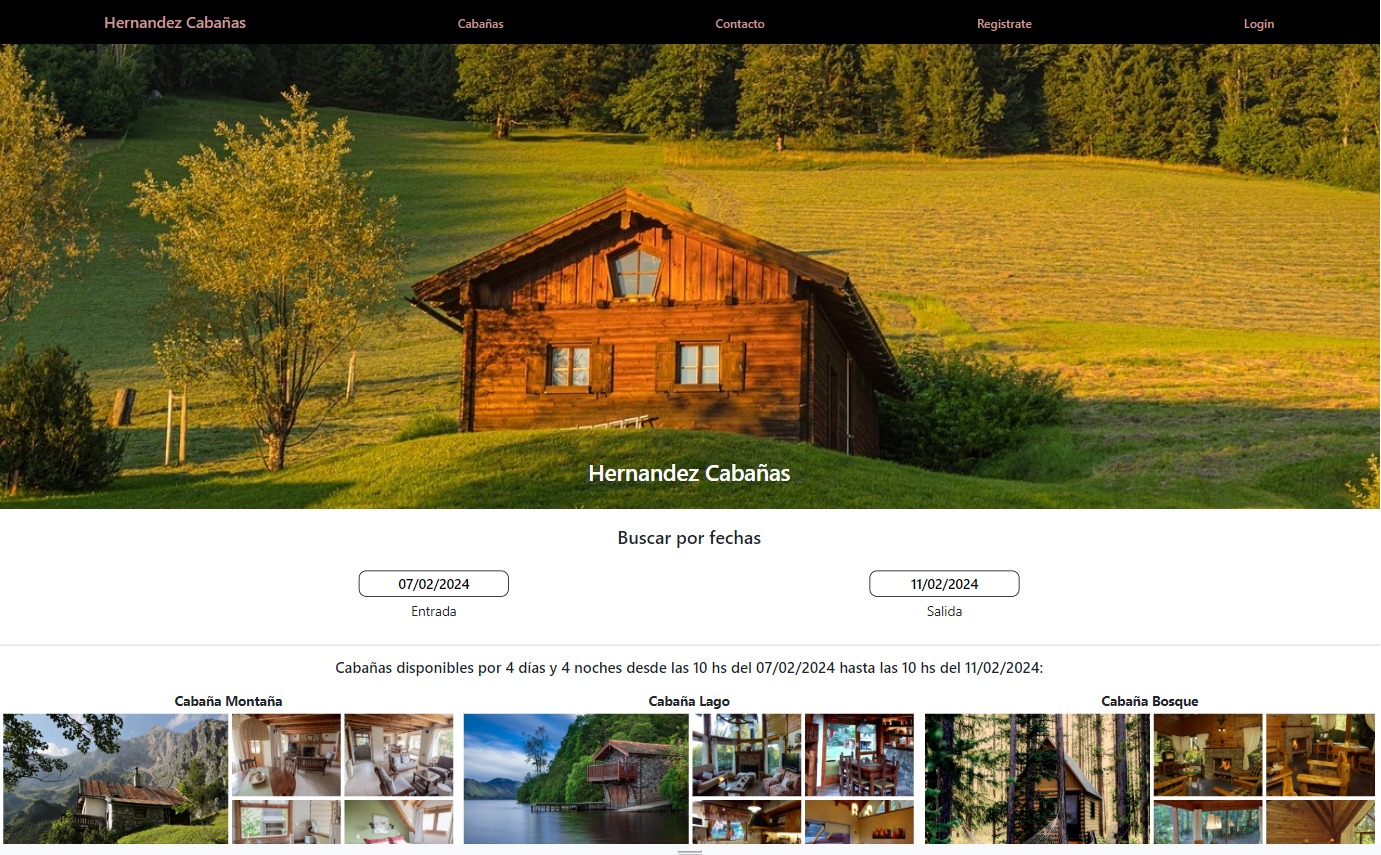 Hernandez Cabañas
Cabañas
Contacto
Registrate
Login
Hernandez Cabañas
Buscar por fechas
07/02/2024
11/02/2024
Entrada
Salida
Cabañas disponibles por 4 días y 4 noches desde las 10 hs del 07/02/2024 hasta las 10 hs del 11/02/2024:
Cabaña Montaña
Cabaña Lago
Cabaña Bosque